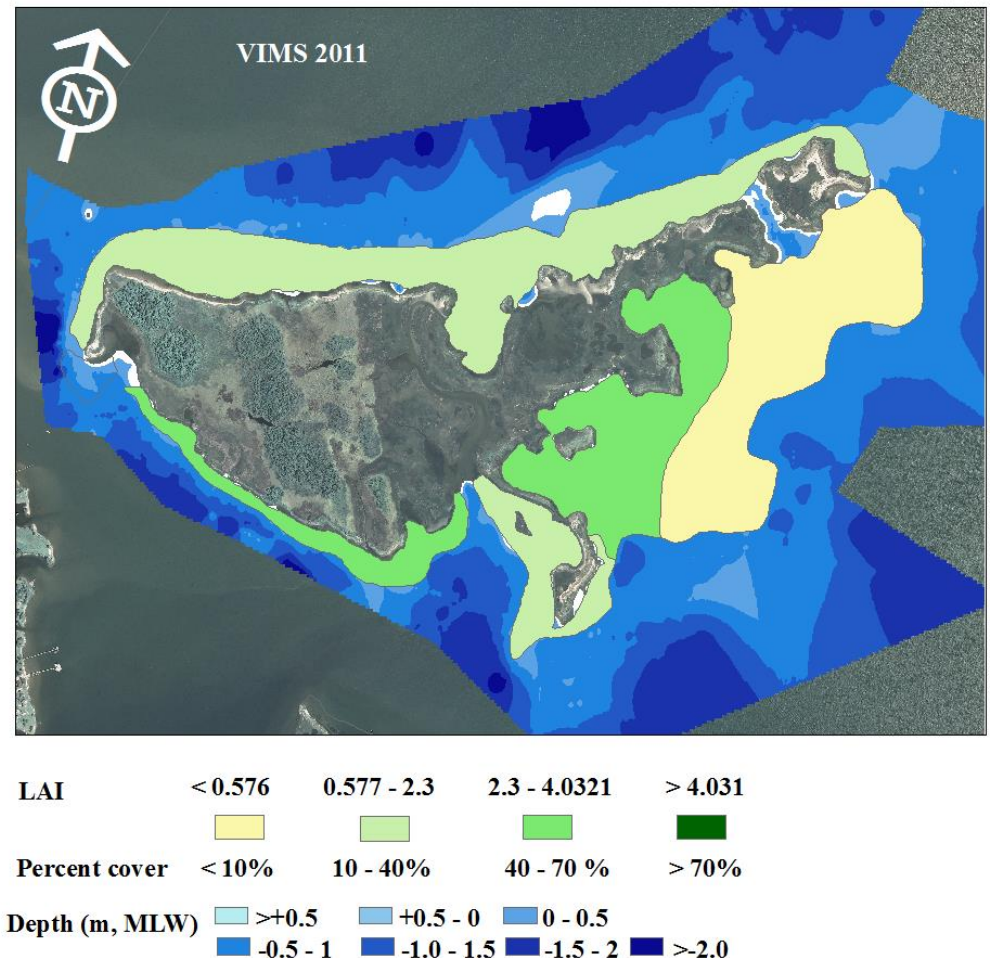 VIMS 2011
N
LAI < 0.576 0.577 - 2.3 2.3 - 4.0321 > 4.031
Percent cover < 10% 10 - 40% 40 - 70 % > 70%
Depth (m, MLW) >+0.5 +0.5 - 0 0 - 0.5
-0.5 - 1 -1.0 - 1.5 -1.5 - 2 >-2.0